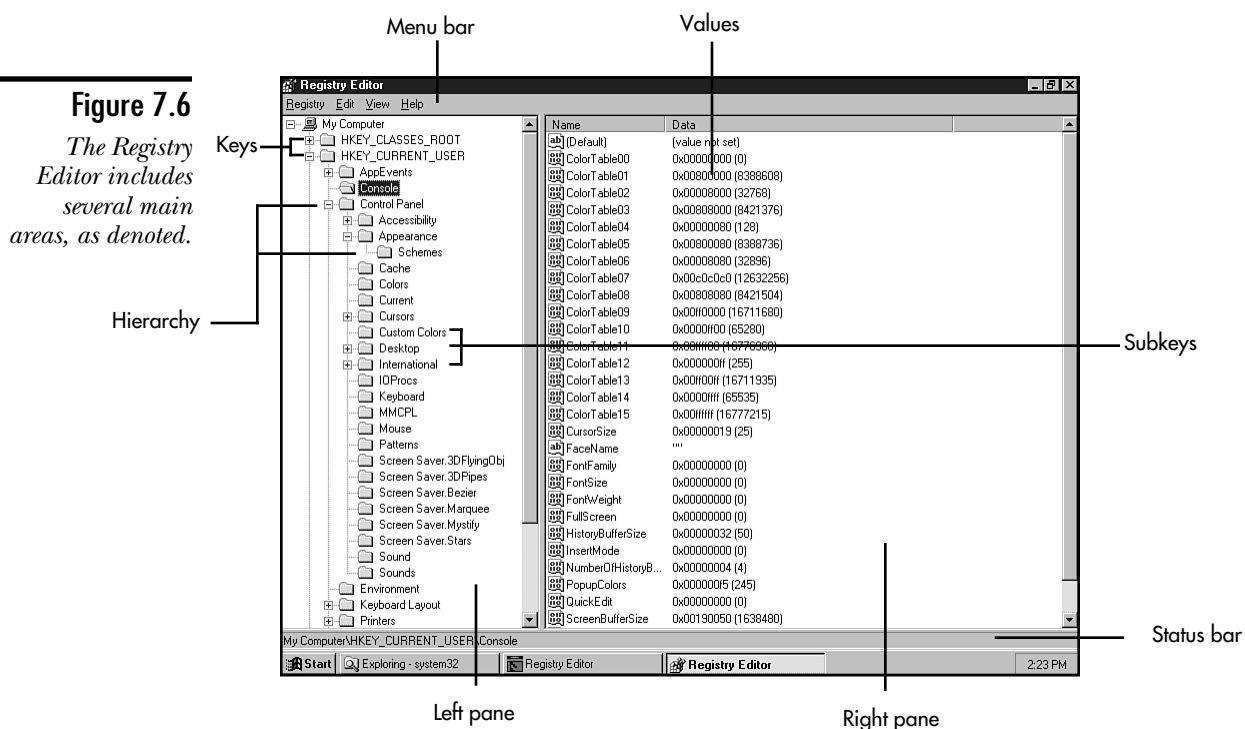 Menu bar
Values
Figure 7.6
The Registry
Editor includes
several main
areas, as denoted.
Keys
Hierarchy
Subkeys
Status bar
Left pane
Right pane
Registry Editor
Registry Edit View Help
My Computer
HKEY_CLASSES_ROOT
HKEY_CURRENT_USER
AppEvents
Console
Control Panel
Accessibility
Appearance
Schemes
Cache
Colors
Current
Cursors
Custom Colors
Desktop
International
IOProcs
Keyboard
MMCPL
Mouse
Patterns
Screen Saver.3DFlyingObj
Screen Saver.3DPipes
Screen Saver.Bezier
Screen Saver.Marquee
Screen Saver.Mystify
Screen Saver.Stars
Sound
Sounds
Environment
Keyboard Layout
Printers
Name Data
(Default) (value not set)
ColorTable00 0x00000000 (0)
ColorTable01 0x00800000 (8388608)
ColorTable02 0x00008000 (32768)
ColorTable03 0x00808000 (8421376)
ColorTable04 0x00000080 (128)
ColorTable05 0x00800080 (8388736)
ColorTable06 0x00008080 (32896)
ColorTable07 0x00c0c0c0 (12632256)
ColorTable08 0x00808080 (8421504)
ColorTable09 0x00ff0000 (16711680)
ColorTable10 0x0000ff00 (65280)
ColorTable11
ColorTable12 0x000000ff (255)
ColorTable13 0x00ff00ff (16711935)
ColorTable14 0x0000ffff (65535)
ColorTable15 0x00ffffff (16777215)
CursorSize 0x00000019 (25)
FaceName ""
FontFamily 0x00000000 (0)
FontSize 0x00000000 (0)
FontWeight 0x00000000 (0)
FullScreen 0x00000000 (0)
HistoryBufferSize 0x00000032 (50)
InsertMode 0x00000000 (0)
NumberOfHistoryB... 0x00000004 (4)
PopupColors 0x000000f5 (245)
QuickEdit 0x00000000 (0)
ScreenBufferSize 0x00190050 (1638480)
My Computer\HKEY_CURRENT_USER\Console
Start Exploring - system32 Registry Editor Registry Editor 2:23 PM